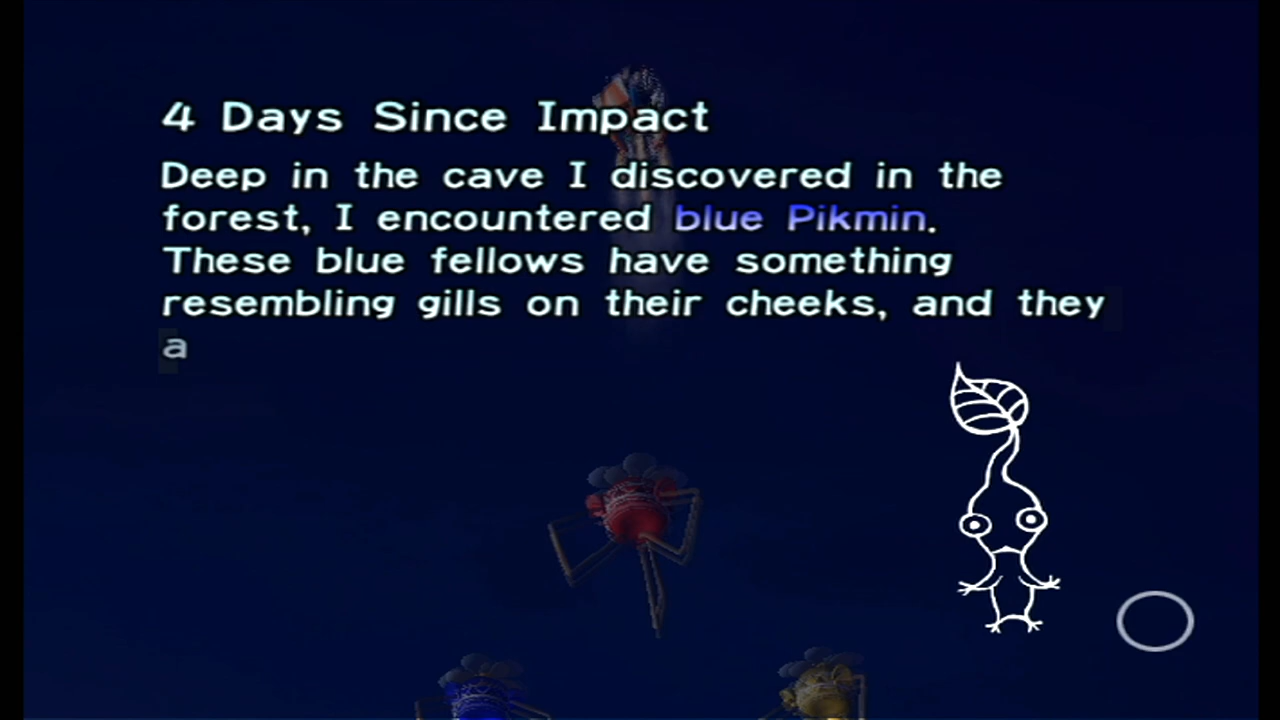 4 Days Since Impact
Deep in the cave I discovered in the
forest, I encountered blue Pikmin.
These blue fellows have something
resembling gills on their cheeks, and they
a